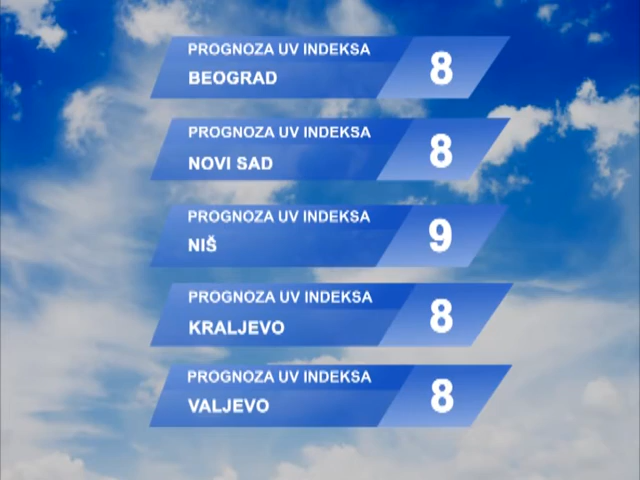 PROGNOZA UV INDEKSA
BEOGRAD
8
PROGNOZA UV INDEKSA
NOVI SAD
8
PROGNOZA UV INDEKSA
NIŠ
9
PROGNOZA UV INDEKSA
KRALJEVO
8
PROGNOZA UV INDEKSA
VALJEVO
8